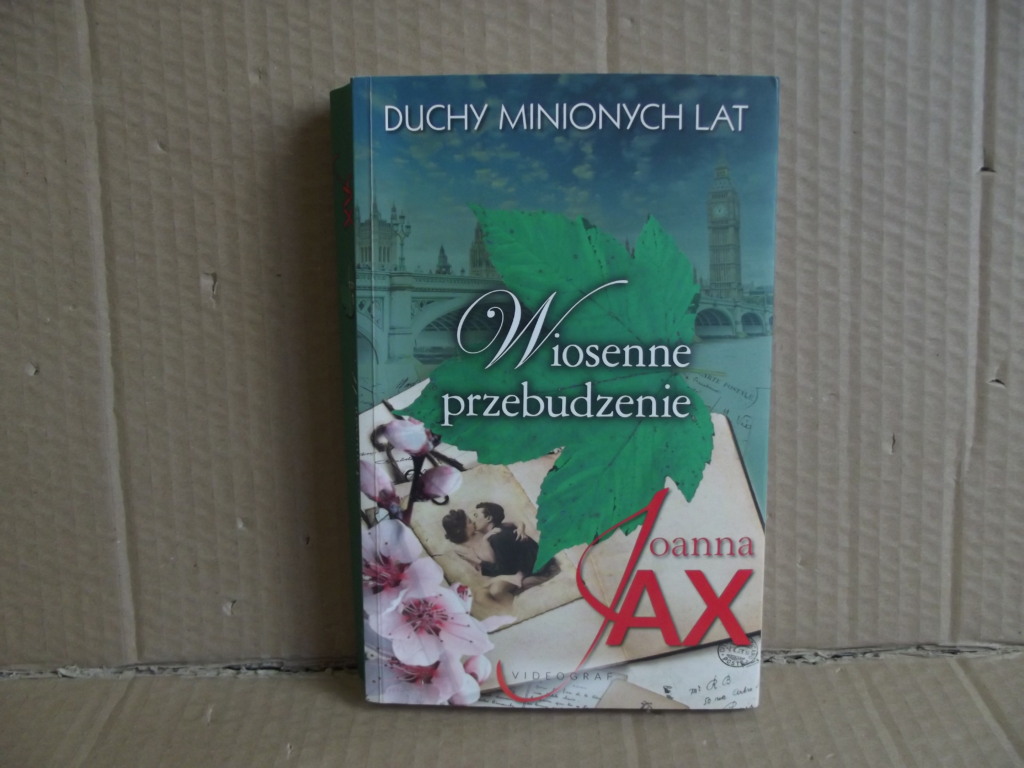 DUCHY MINIONYCH LAT
Wiosenne
przebudzenie
Joanna
JAX
VIDEOGRAF